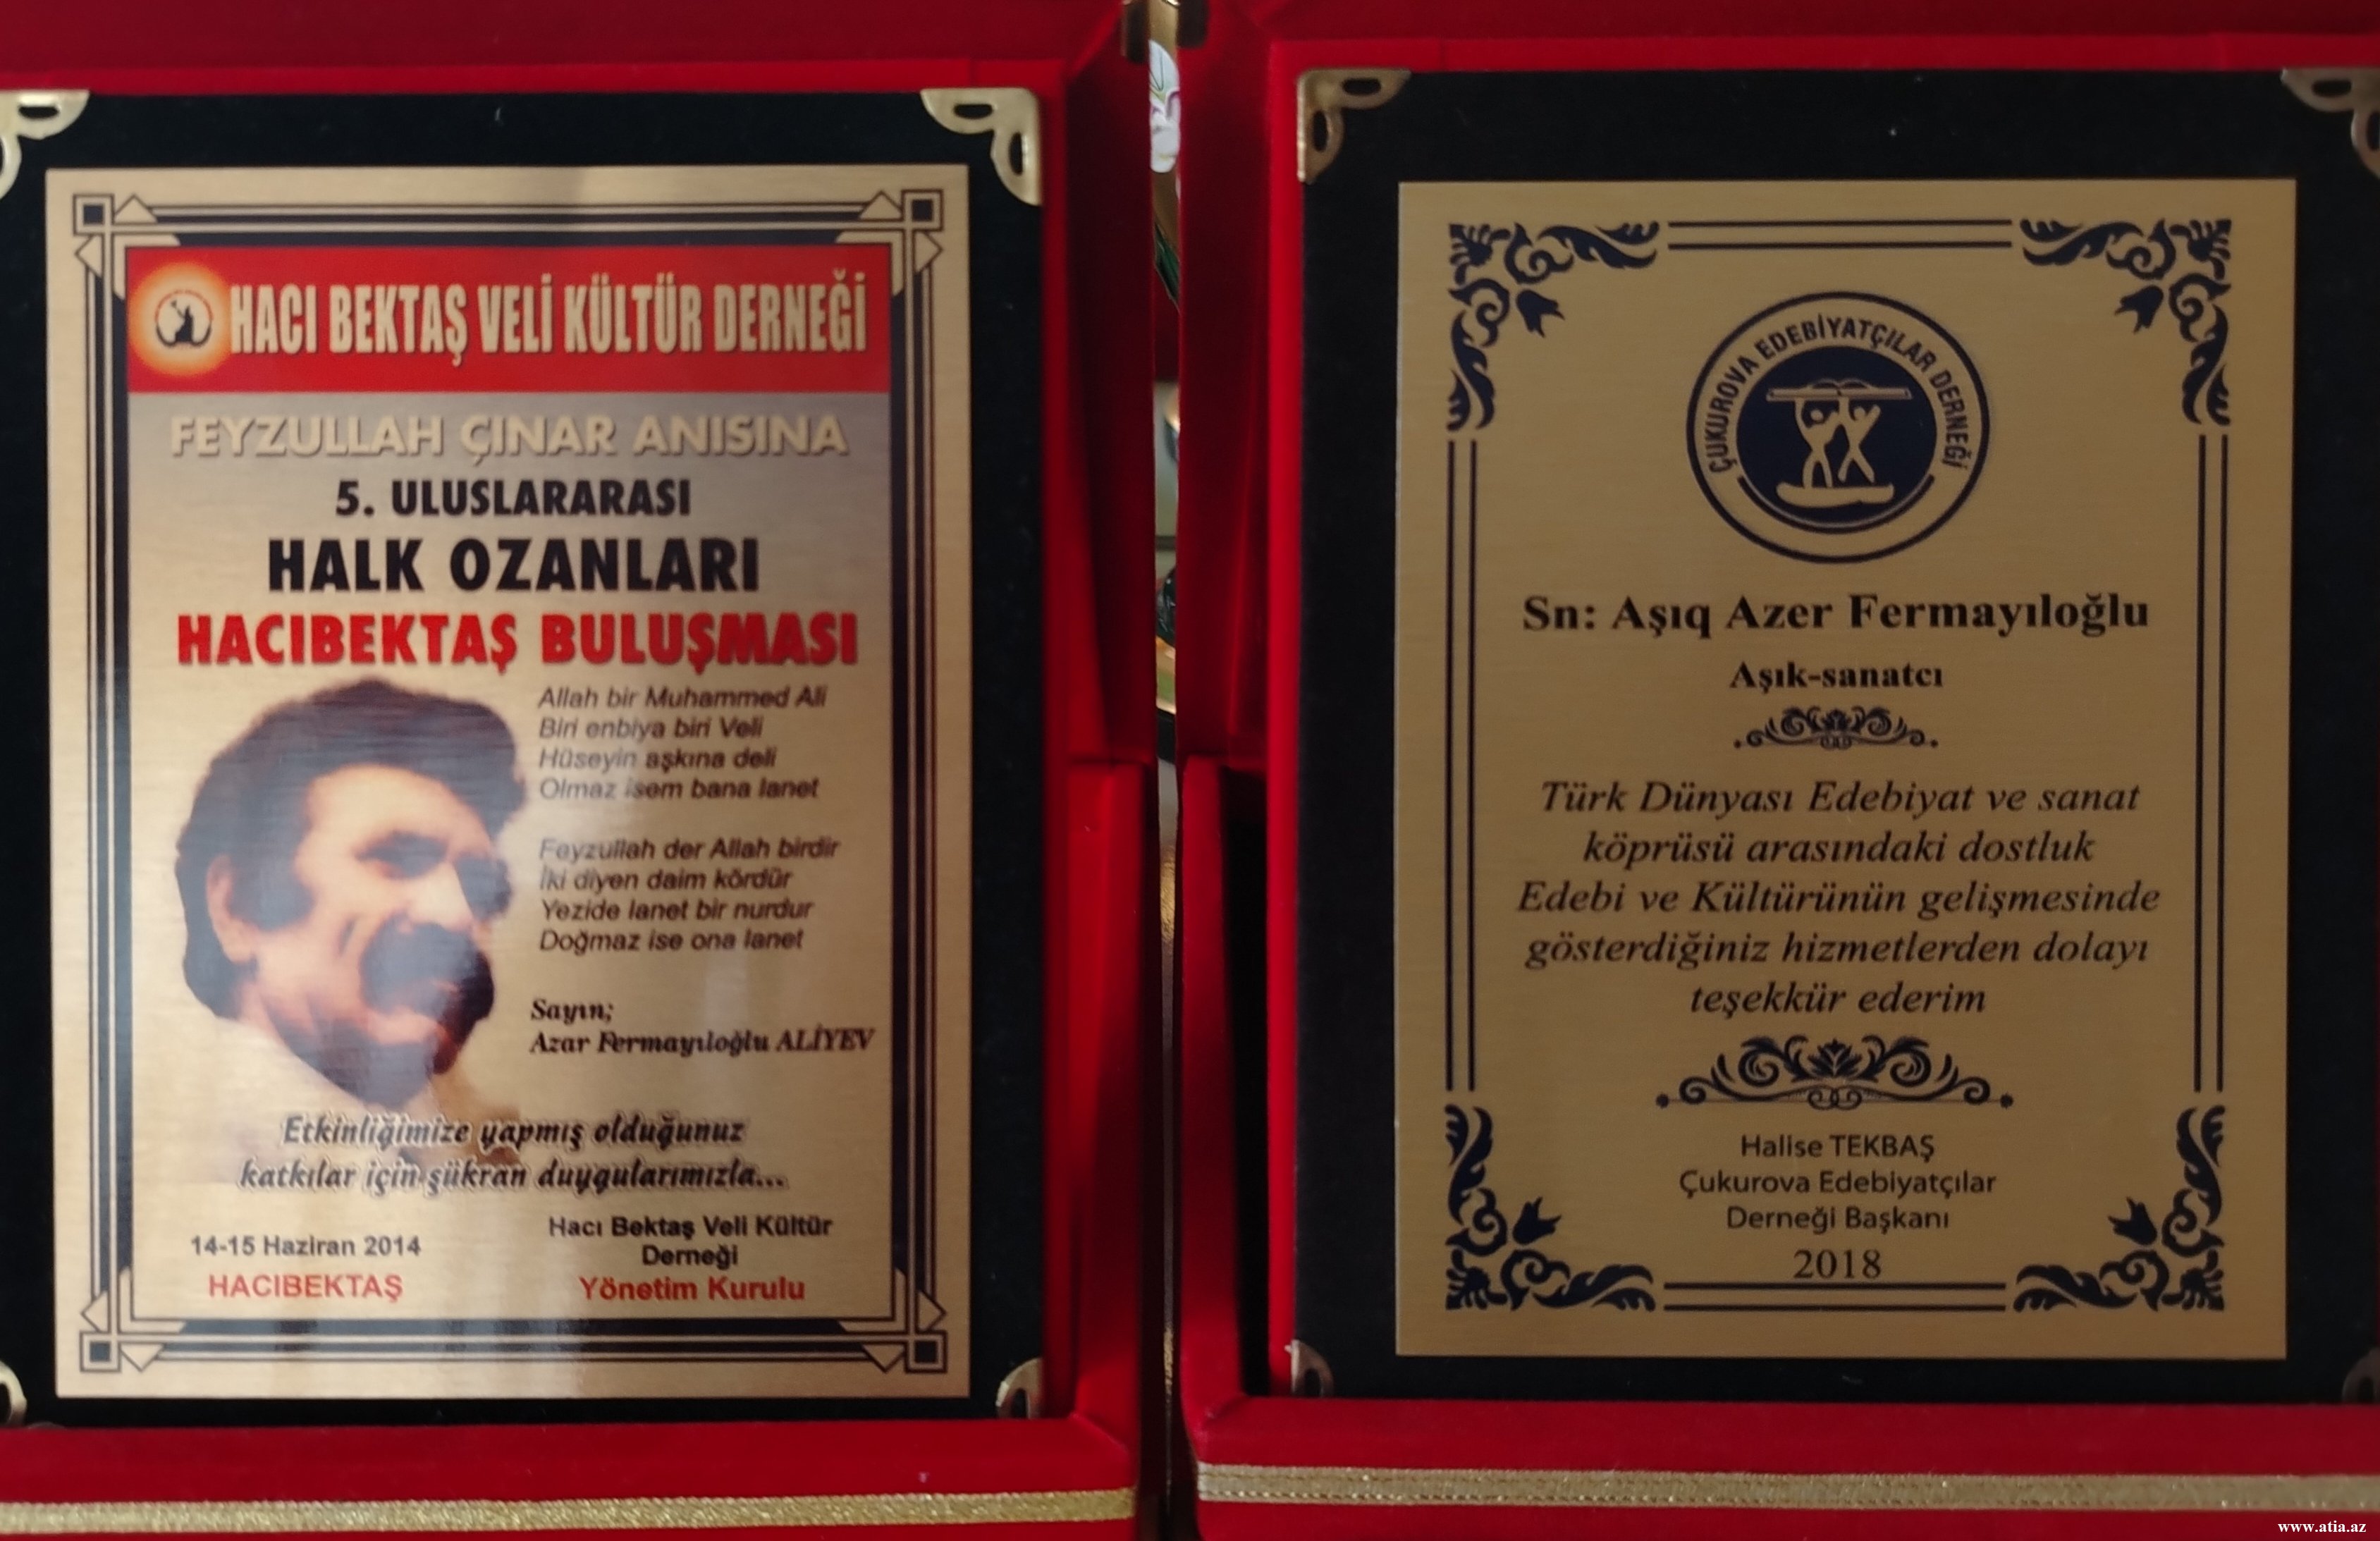 HACI BEKTAŞ VELİ KÜLTÜR DERNEĞİ
FEYZULLAH ÇINAR ANISINA
5. ULUSLARARASI
HALK OZANLARI
HACIBEKTAŞ BULUŞMASI
Allah bir Muhammed Ali
Biri enbiya biri Veli
Hüseyin aşkına deli
Olmaz isem bana lanet
Feyzullah der Allah birdir
İki diyen daim kördür
Yezide lanet bir nurdur
Doğmaz ise ona lanet
Sayın;
Azar Fermayıloğlu ALİYEV
Etkinliğimize yapmış olduğunuz
katkılar için şükran duygularımızla...
14-15 Haziran 2014
HACIBEKTAŞ
Hacı Bektaş Veli Kültür
Derneği
Yönetim Kurulu
ÇUKUROVA EDEBİYATÇILAR DERNEĞİ
Sn: Aşıq Azer Fermayıloğlu
Aşık-sanatcı
Türk Dünyası Edebiyat ve sanat
köprüsü arasındaki dostluk
Edebi ve Kültürünün gelişmesinde
gösterdiğiniz hizmetlerden dolayı
teşekkür ederim
Halise TEKBAŞ
Çukurova Edebiyatçılar
Derneği Başkanı
2018
www.atia.az